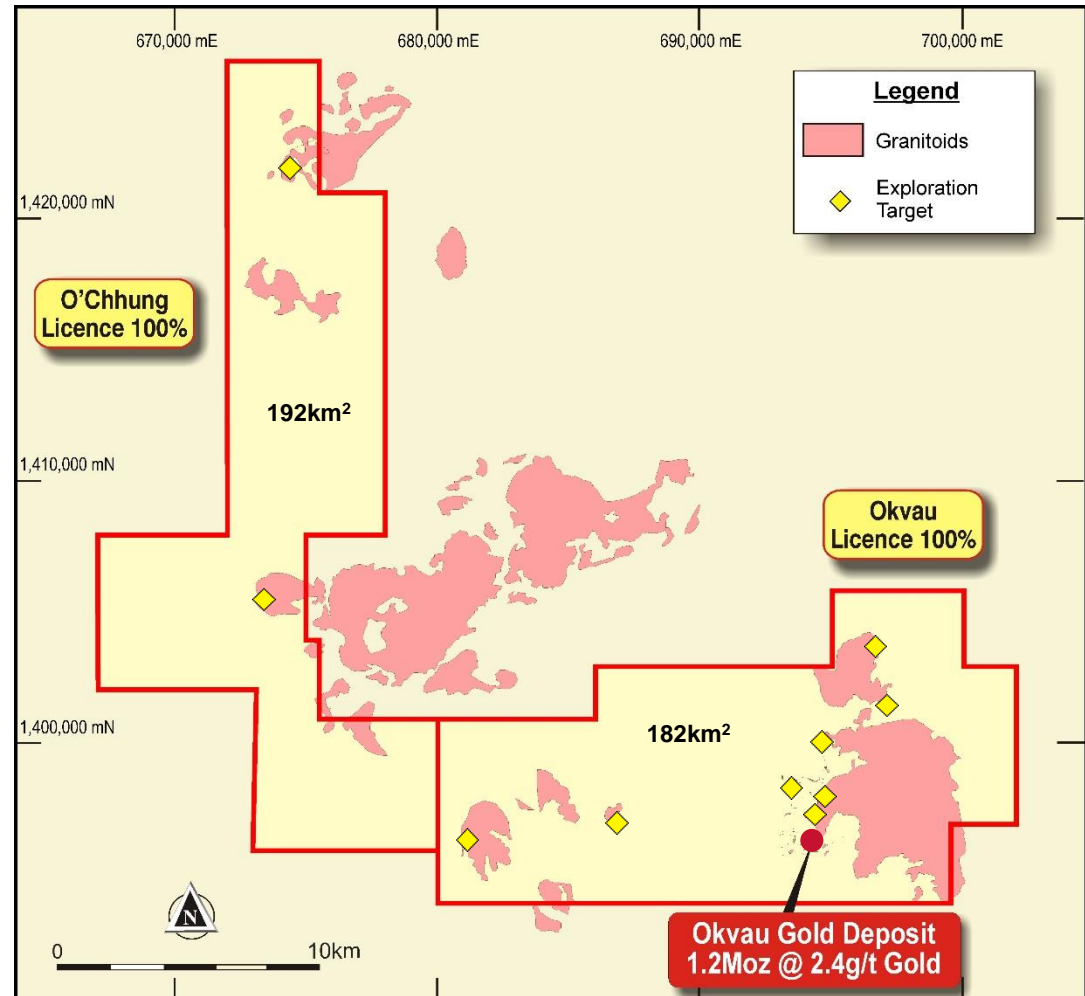 670,000 mE
680,000 mE
690,000 mE
700,000 mE
Legend
Granitoids
Exploration
Target
1,420,000 mN
O'Chhung
Licence 100%
192km²
1,410,000 mN
Okvau
Licence 100%
1,400,000 mN
182km²
N
0
10km
Okvau Gold Deposit
1.2Moz @ 2.4g/t Gold